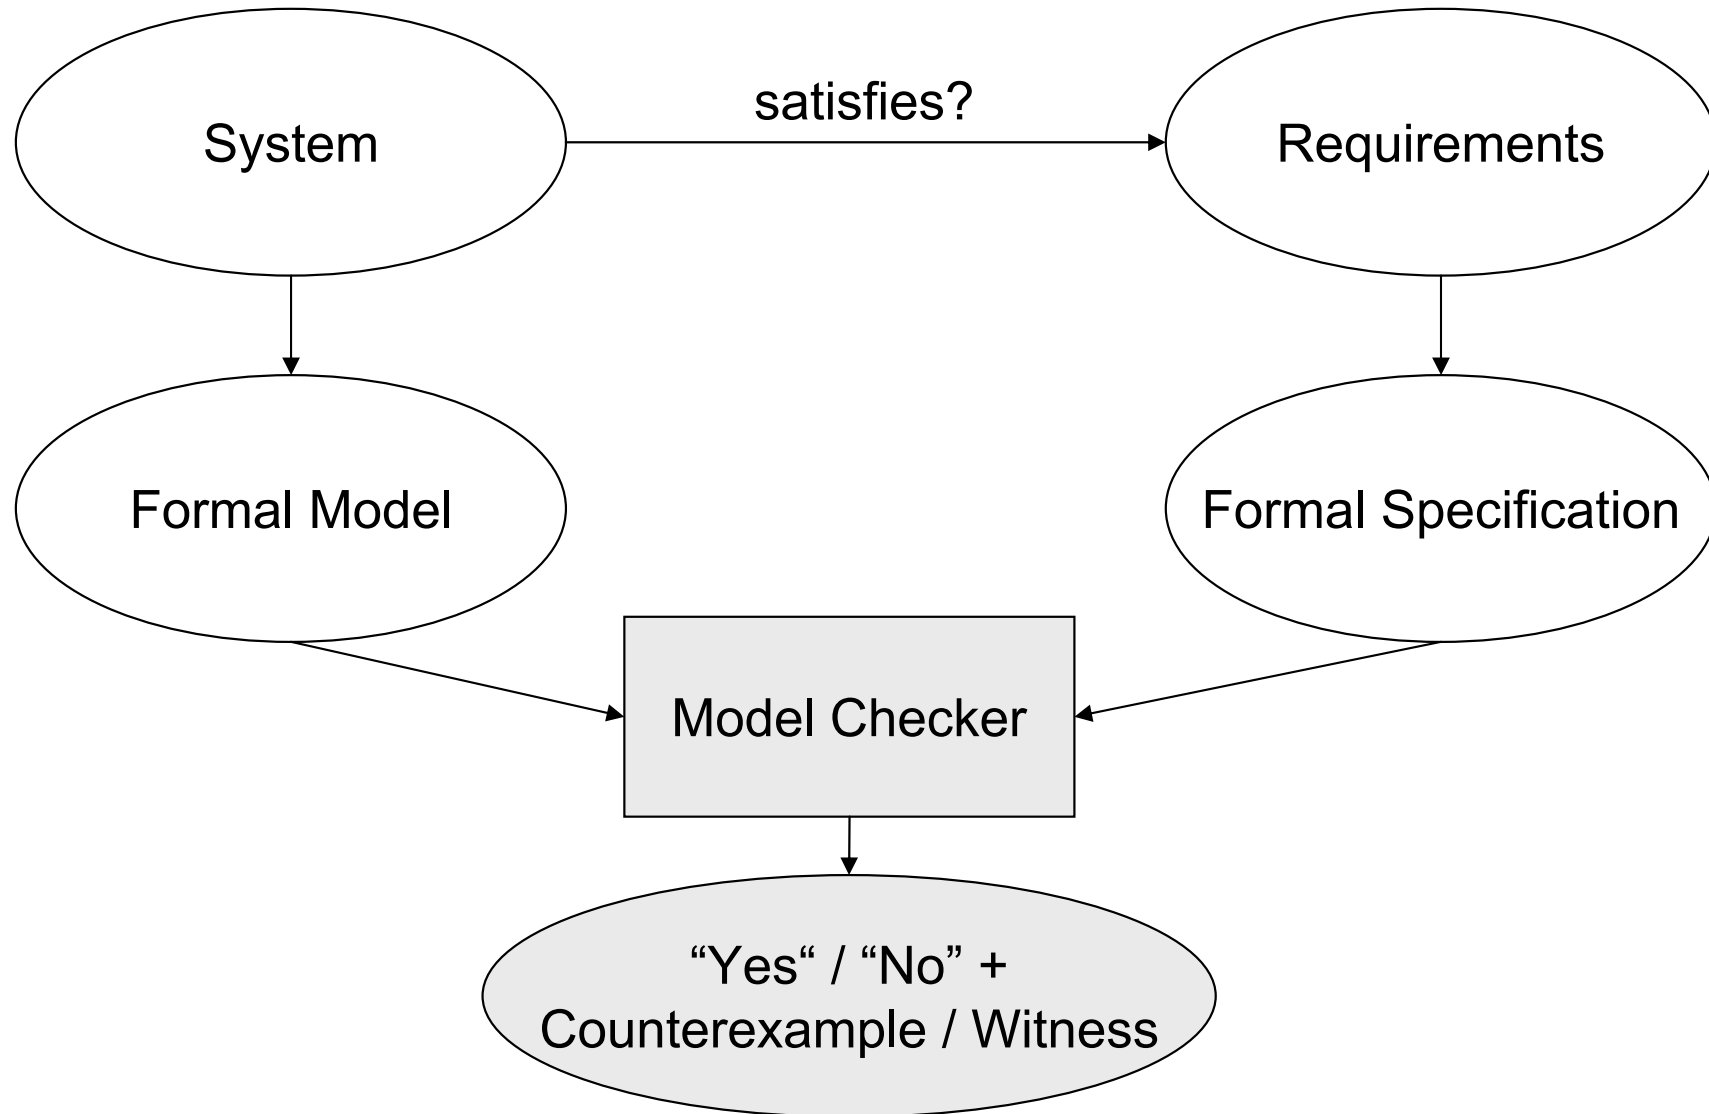 satisfies?
System
Requirements
Formal Model
Formal Specification
Model Checker
“Yes“ / “No” +
Counterexample / Witness